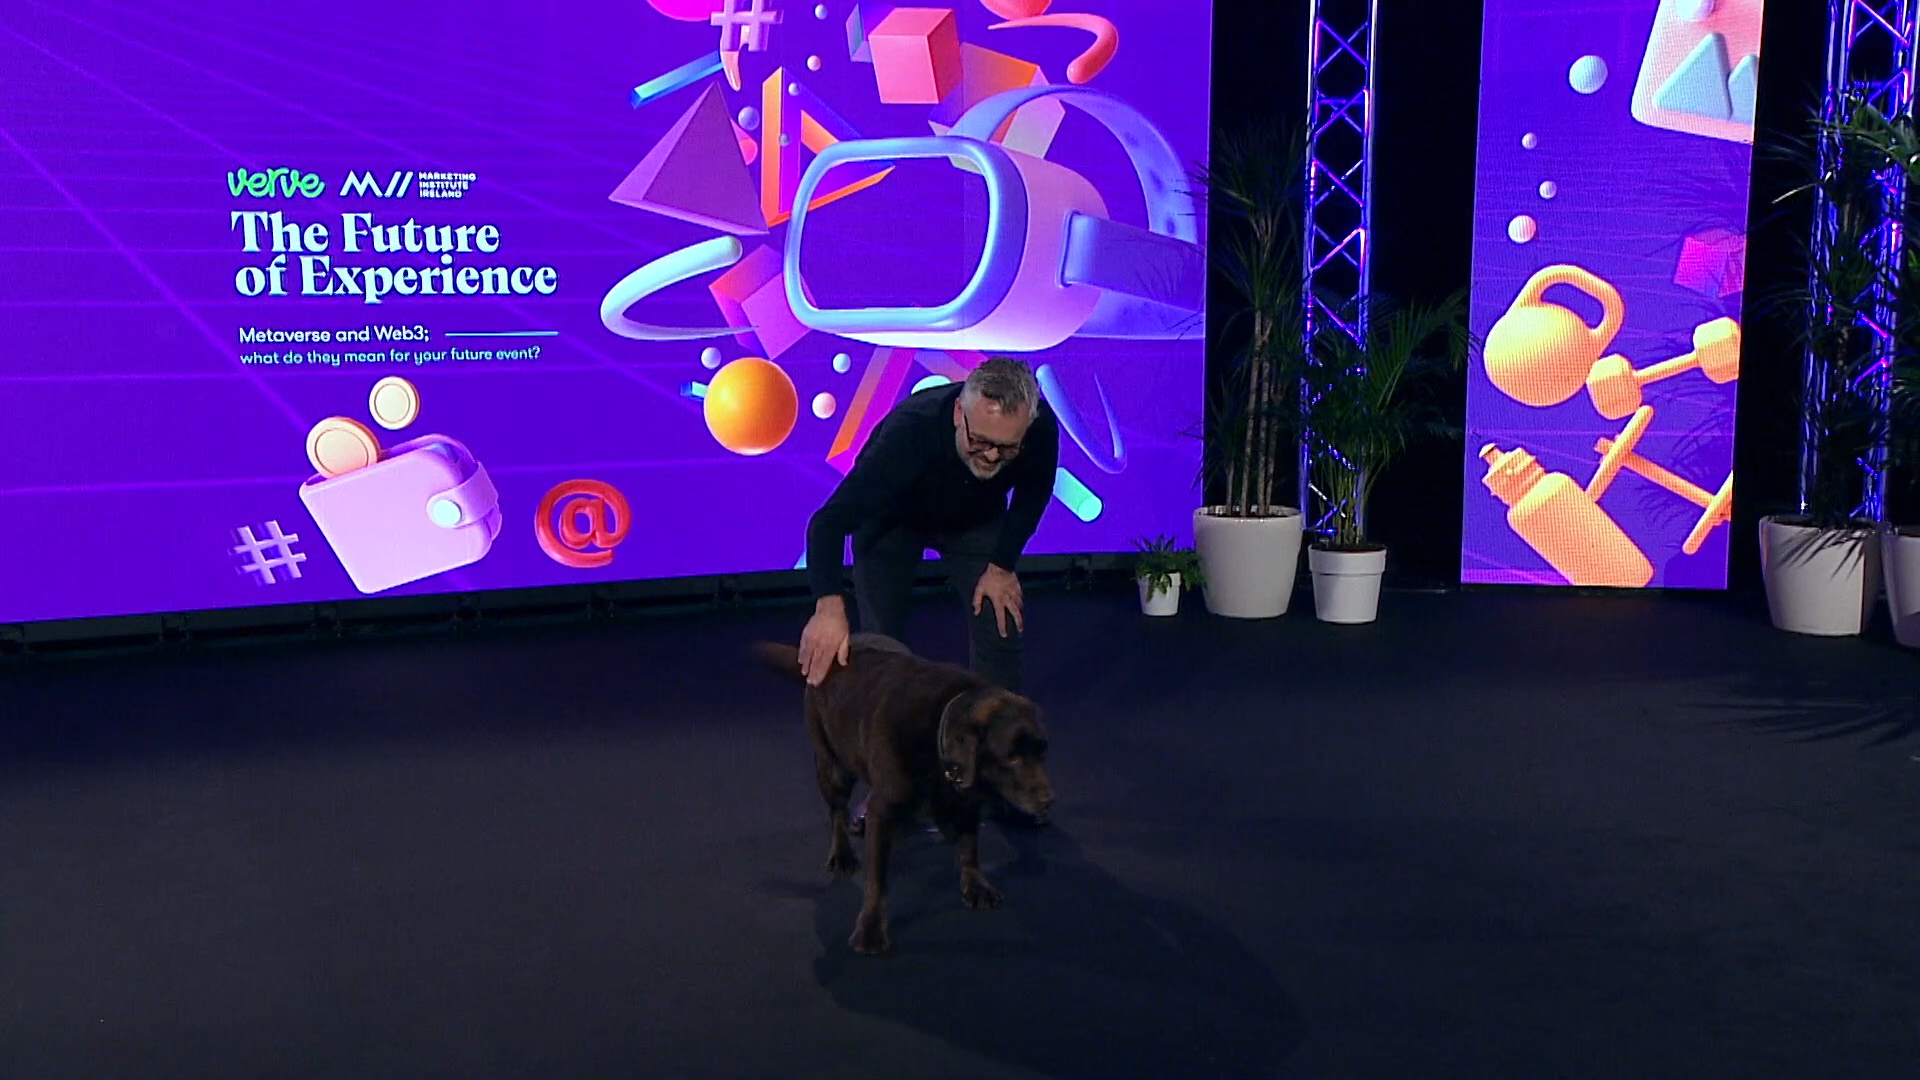 verve MII MARKETING
INSTITUTE
IRELAND
The Future
of Experience
Metaverse and Web3;
what do they mean for your future event?
#
#
@